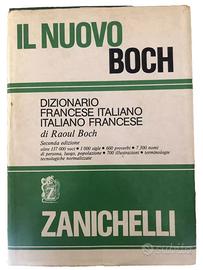 IL NUOVO
BOCH
DIZIONARIO
FRANCESE ITALIANO
ITALIANO FRANCESE
di Raoul Boch
Seconda edizione
oltre 137 000 voci • 1 000 sigle • 600 proverbi • 7 300 nomi
di persona, luogo, popolazione • 700 illustrazioni • terminologie
tecnologiche normalizzate
Z
ZANICHELLI
subito